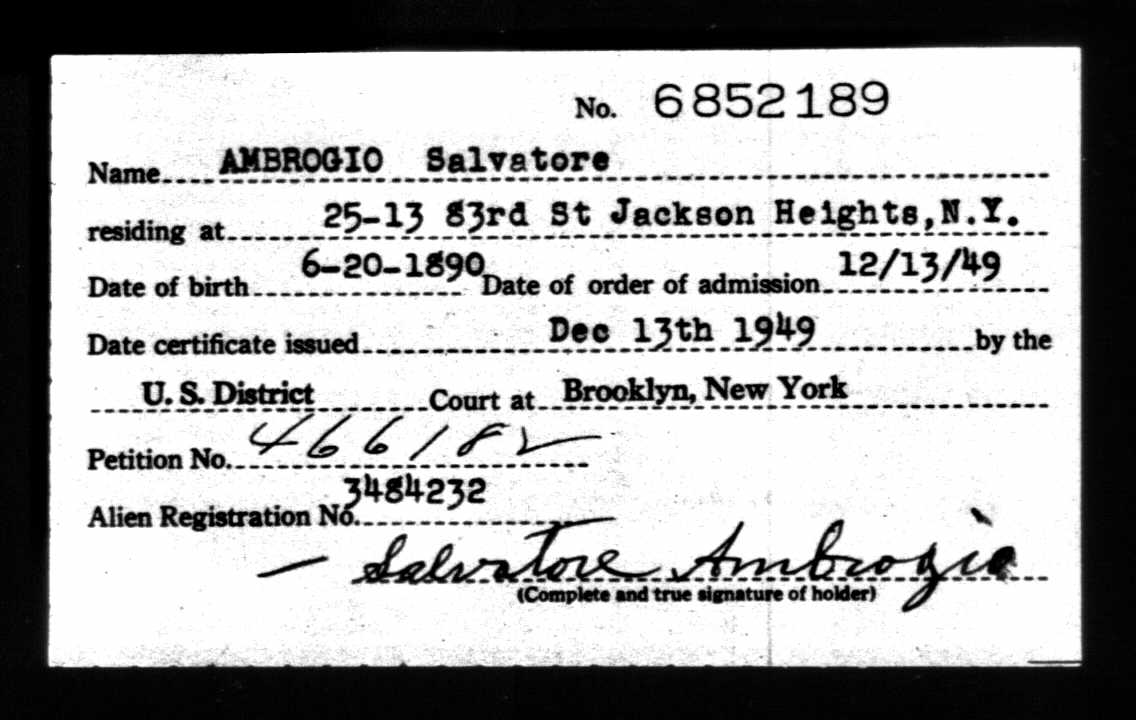 No. 6852189
Name AMBROGIO Salvatore
residing at 25-13 83rd St Jackson Heights, N.Y.
Date of birth 6-20-1890 Date of order of admission 12/13/49
Date certificate issued Dec 13th 1949 by the
U. S. District Court at Brooklyn, New York
Petition No. 466182
Alien Registration No. 3484232
Salvatore Ambrogio
(Complete and true signature of holder)